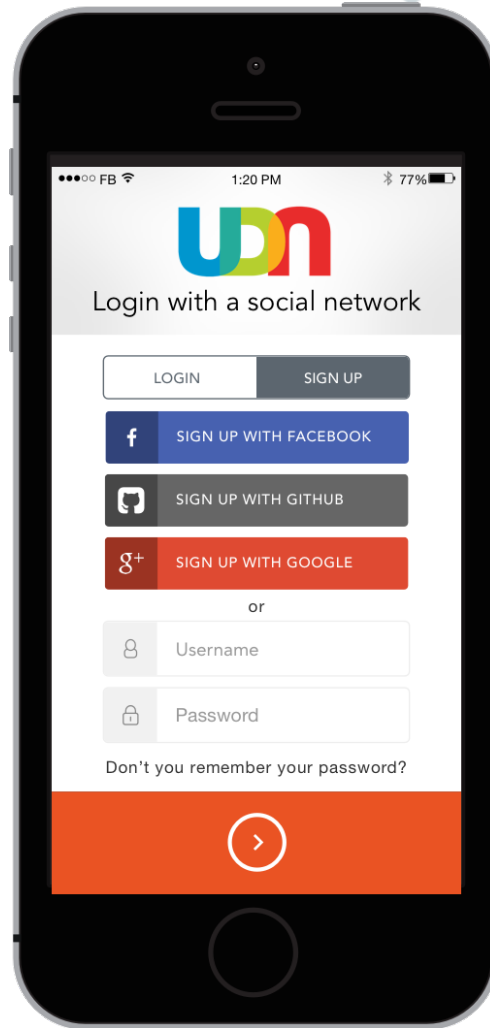 FB 1:20 PM 77%
UDN
Login with a social network
LOGIN SIGN UP
f SIGN UP WITH FACEBOOK
SIGN UP WITH GITHUB
g+ SIGN UP WITH GOOGLE
or
Username
Password
Don't you remember your password?